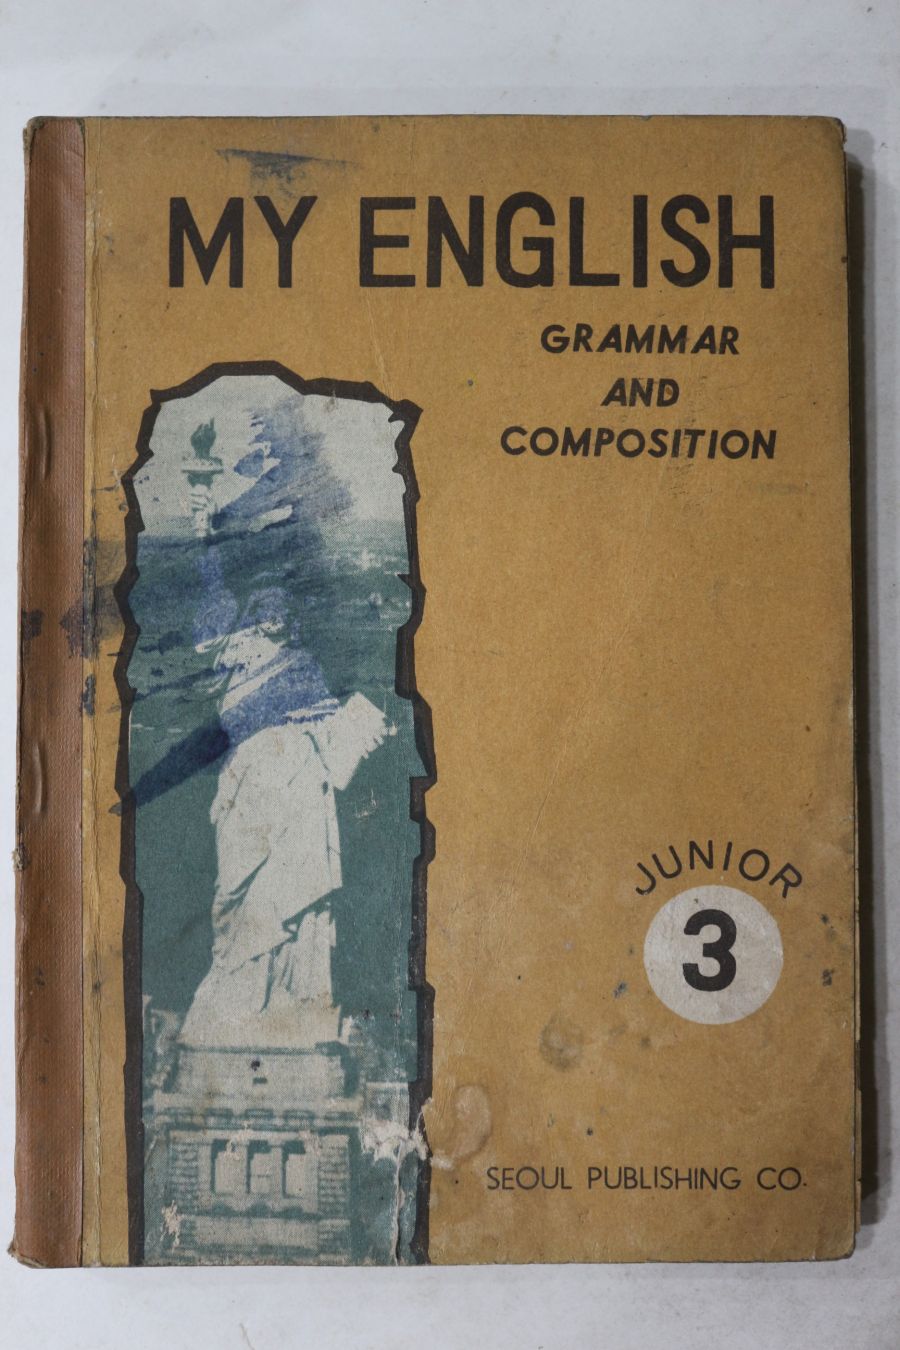 MY ENGLISH
GRAMMAR
AND
COMPOSITION
JUNIOR
3
SEOUL PUBLISHING CO.